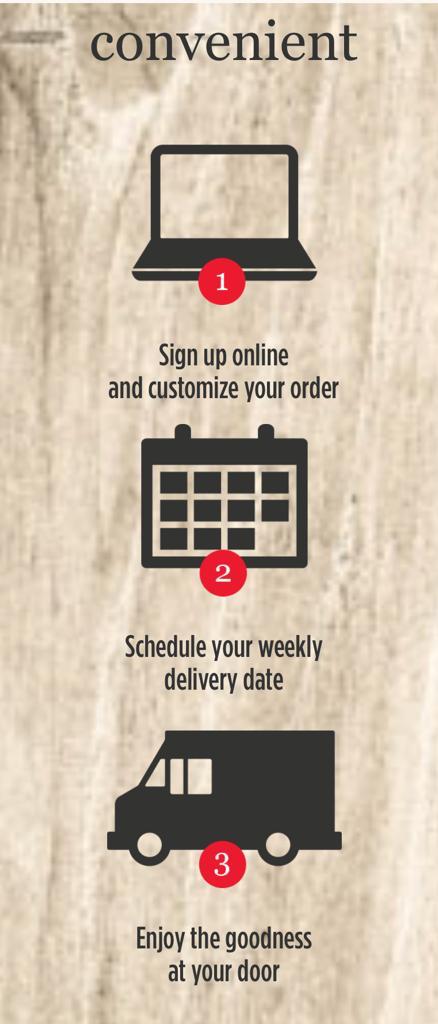 convenient
1
Sign up online
and customize your order
2
Schedule your weekly
delivery date
3
Enjoy the goodness
at your door